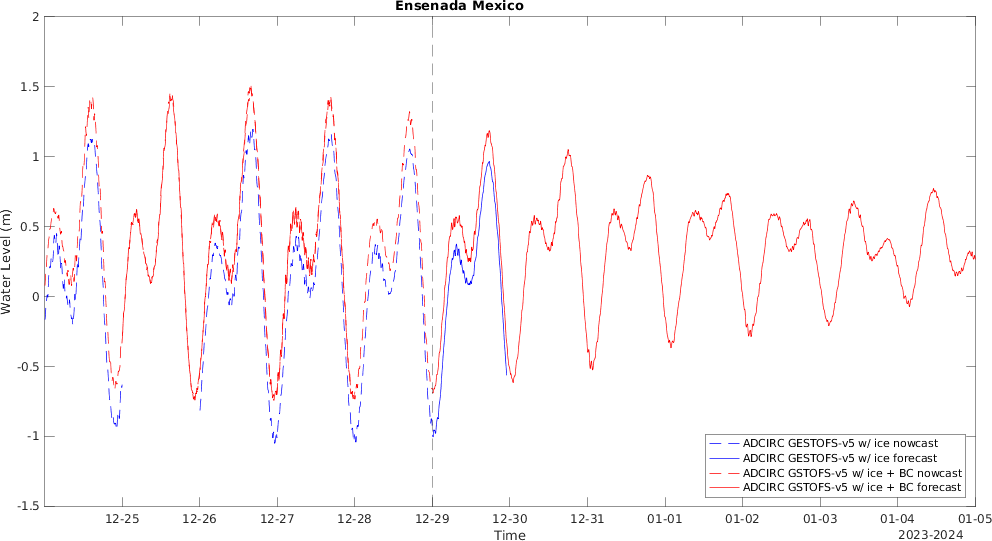 Ensenada Mexico
2
1.5
1
0.5
0
-0.5
-1
-1.5
Water Level (m)
ADCIRC GESTOFS-v5 w/ ice nowcast
ADCIRC GESTOFS-v5 w/ ice forecast
ADCIRC GSTOFS-v5 w/ ice + BC nowcast
ADCIRC GSTOFS-v5 w/ ice + BC forecast
12-25 12-26 12-27 12-28 12-29 12-30 12-31 01-01 01-02 01-03 01-04 01-05
Time
2023-2024